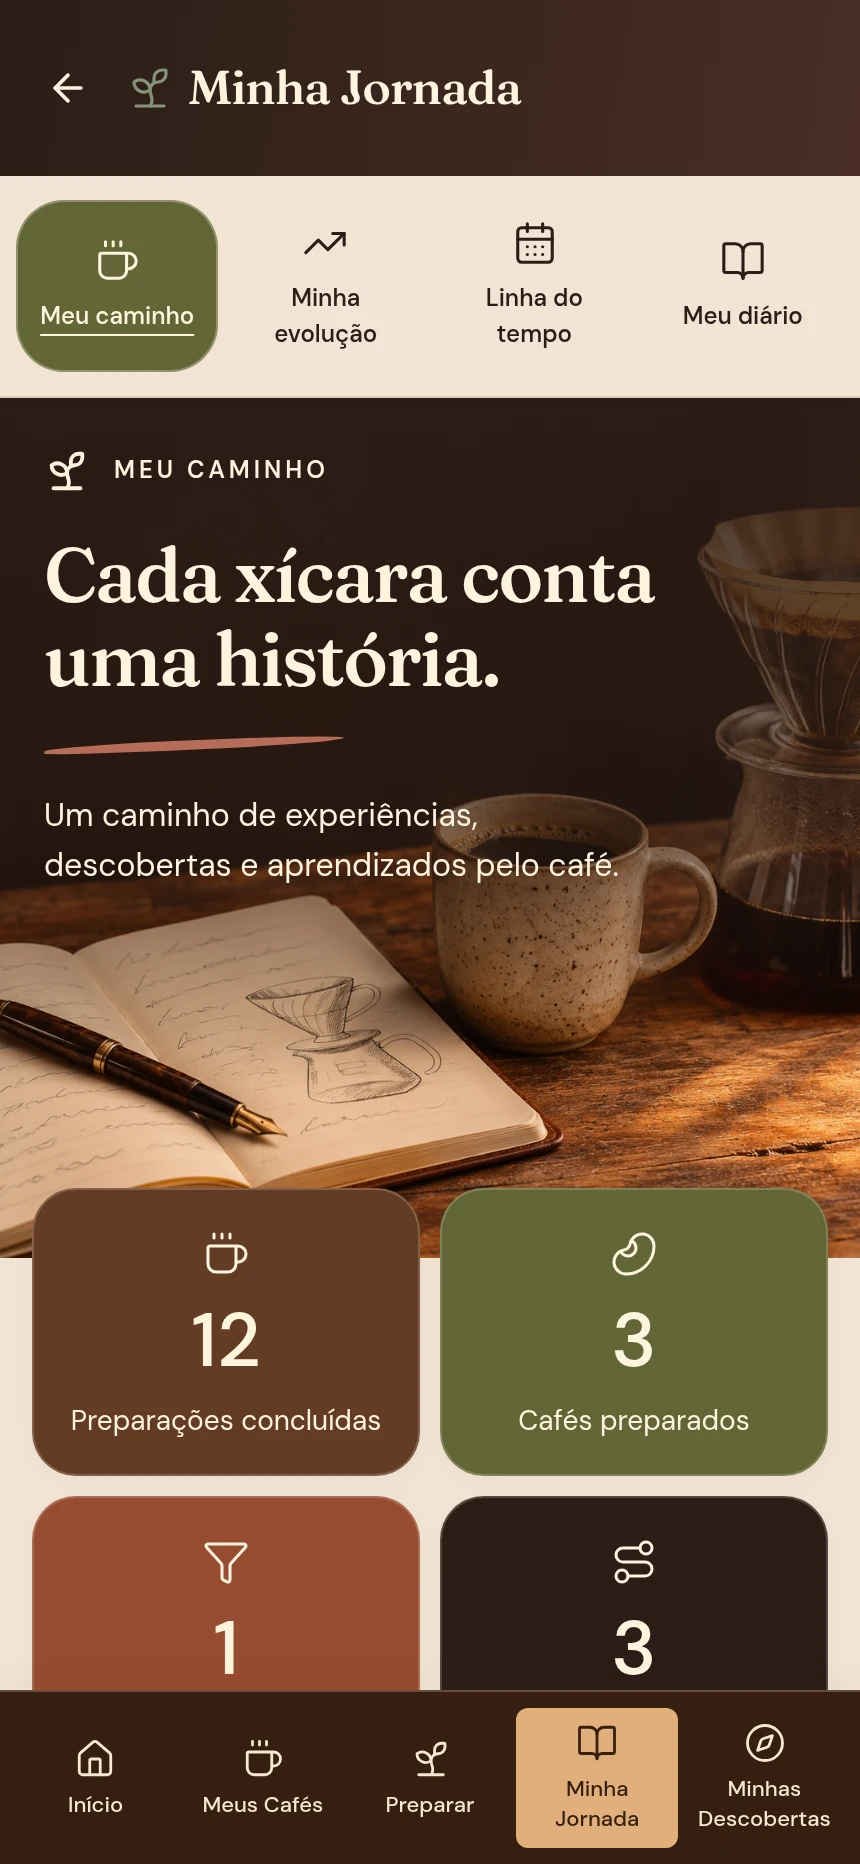 Minha Jornada
Meu caminho
Minha
evolução
Linha do
tempo
Meu diário
MEU CAMINHO
Cada xícara conta
uma história.
Um caminho de experiências,
descobertas e aprendizados pelo café.
12
Preparações concluídas
3
Cafés preparados
1
3
Início
Meus Cafés
Preparar
Minha
Jornada
Minhas
Descobertas